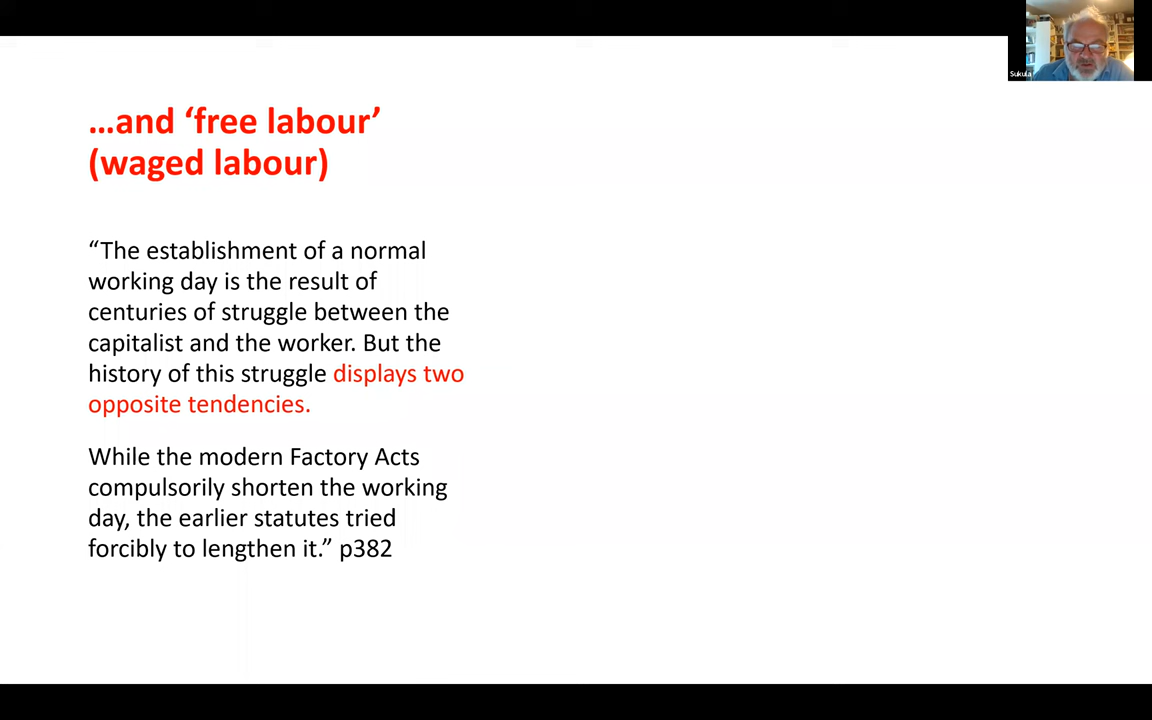 Sukula
…and ‘free labour’
(waged labour)
“The establishment of a normal
working day is the result of
centuries of struggle between the
capitalist and the worker. But the
history of this struggle displays two
opposite tendencies.
While the modern Factory Acts
compulsorily shorten the working
day, the earlier statutes tried
forcibly to lengthen it.” p382